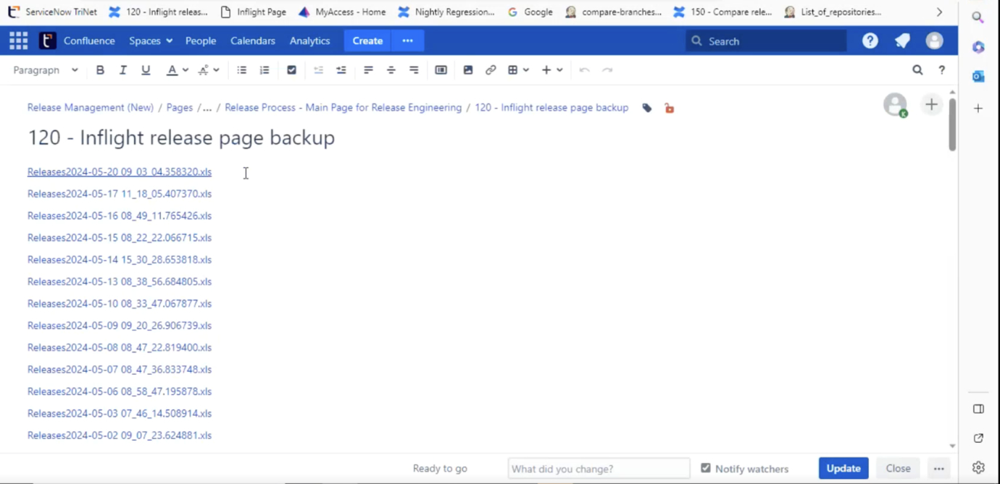 ServiceNow TriNet 120 - Inflight releas... Inflight Page MyAccess - Home Nightly Regression... Google compare-branches... 150 - Compare rele... List_of_repositories...
Confluence Spaces People Calendars Analytics Create ... Search
Paragraph B I U A
Release Management (New) / Pages /... / Release Process - Main Page for Release Engineering / 120 - Inflight release page backup
120 - Inflight release page backup
Releases2024-05-20 09_03_04.358320.xls
Releases2024-05-17 11_18_05.407370.xls
Releases2024-05-16 08_49_11.765426.xls
Releases2024-05-15 08_22_22.066715.xls
Releases2024-05-14 15_30_28.653818.xls
Releases2024-05-13 08_38_56.684805.xls
Releases2024-05-10 08_33_47.067877.xls
Releases2024-05-09 09_20_26.906739.xls
Releases2024-05-08 08_47_22.819400.xls
Releases2024-05-07 08_47_36.833748.xls
Releases2024-05-06 08_58_47.195878.xls
Releases2024-05-03 07_46_14.508914.xls
Releases2024-05-02 09_07_23.624881.xls
Ready to go What did you change? Notify watchers Update Close ...